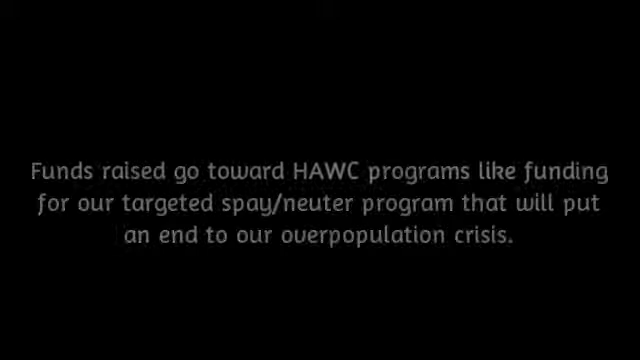 Funds raised go toward HAWC programs like funding
for our targeted spay/neuter program that will put
an end to our overpopulation crisis.